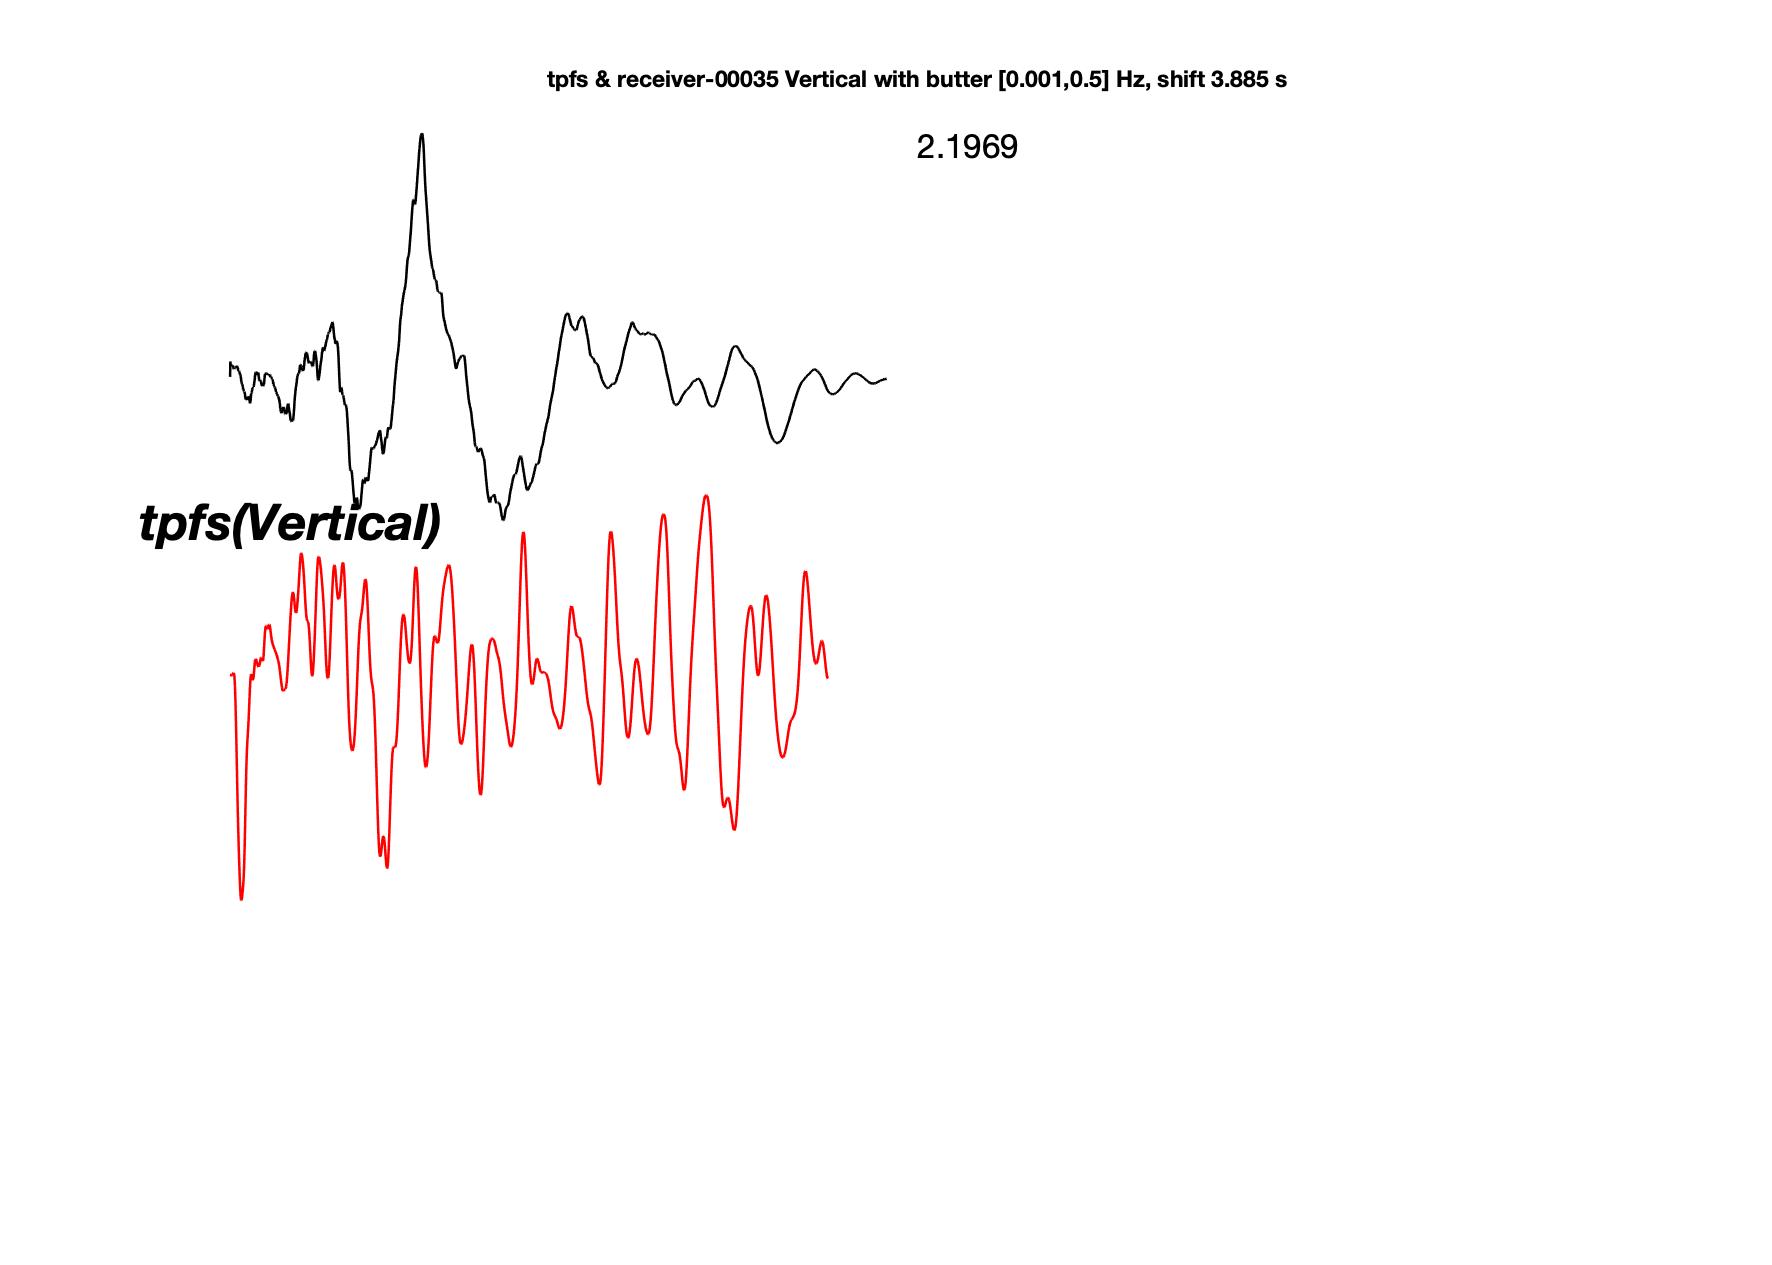 tpfs & receiver-00035 Vertical with butter [0.001,0.5] Hz, shift 3.885 s
2.1969
tpfs(Vertical)